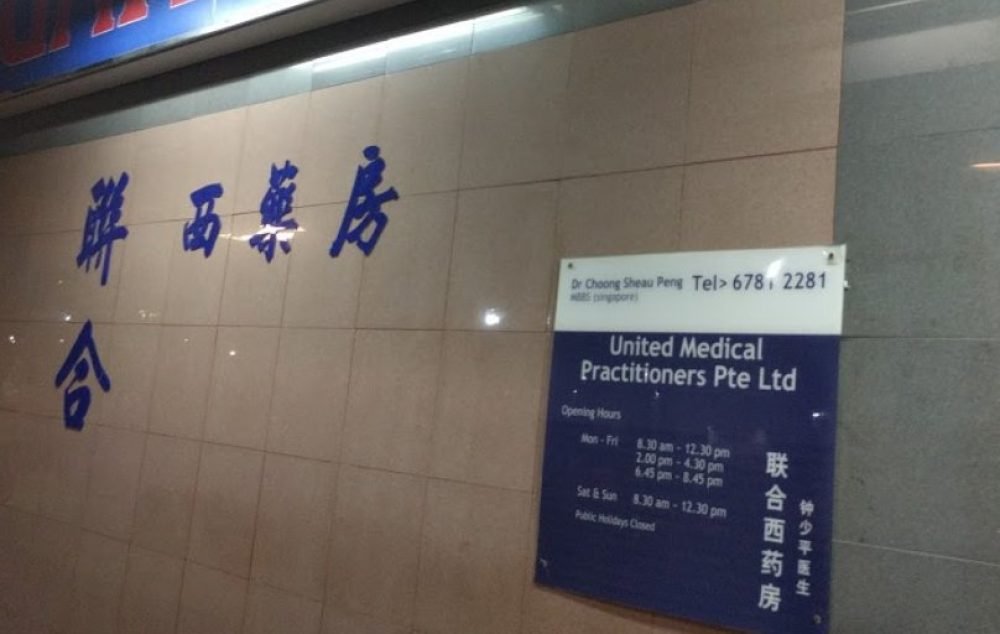 聯 西藥房
合
Dr Choong Sheau Peng Tel> 6781 2281
MBBS (singapore)
United Medical
Practitioners Pte Ltd
Opening Hours
Mon - Fri 8.30 am - 12.30 pm
2.00 pm - 4.30 pm
6.45 pm - 8.45 pm
Sat & Sun 8.30 am - 12.30 pm
Public Holidays Closed
联合西药房
钟少平医生